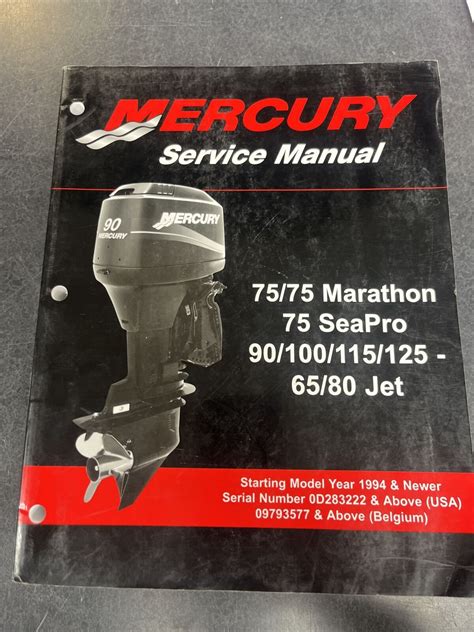 MERCURY
Service Manual
90
MERCURY
MERCURY
75/75 Marathon
75 SeaPro
90/100/115/125 -
65/80 Jet
Starting Model Year 1994 & Newer
Serial Number 0D283222 & Above (USA)
09793577 & Above (Belgium)